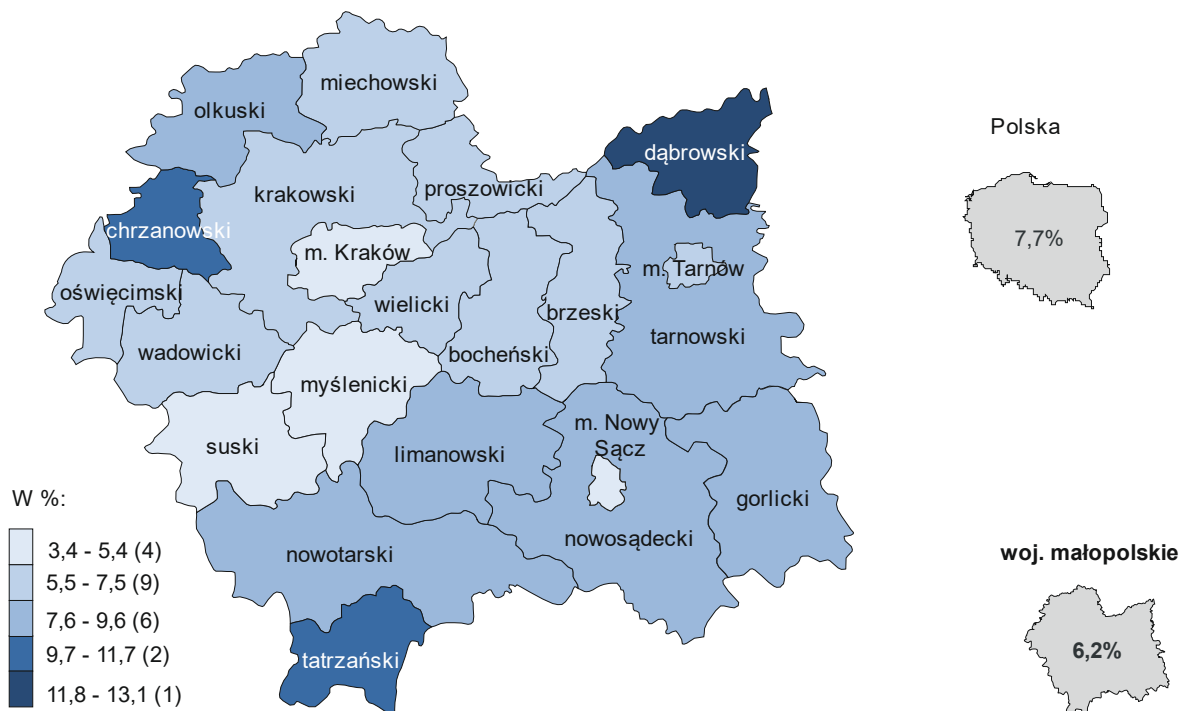 miechowski
olkuski
Polska
dąbrowski
krakowski
proszowicki
chrzanowski
7,7%
m. Kraków
m. Tarnów
oświęcimski
wielicki
brzeski
tarnowski
wadowicki
bocheński
myślenicki
m. Nowy
Sącz
suski
limanowski
gorlicki
W %:
nowosądecki
3,4 - 5,4 (4)
nowotarski
woj. małopolskie
5,5 - 7,5 (9)
7,6 - 9,6 (6)
6,2%
9,7 - 11,7 (2)
tatrzański
11,8 - 13,1 (1)